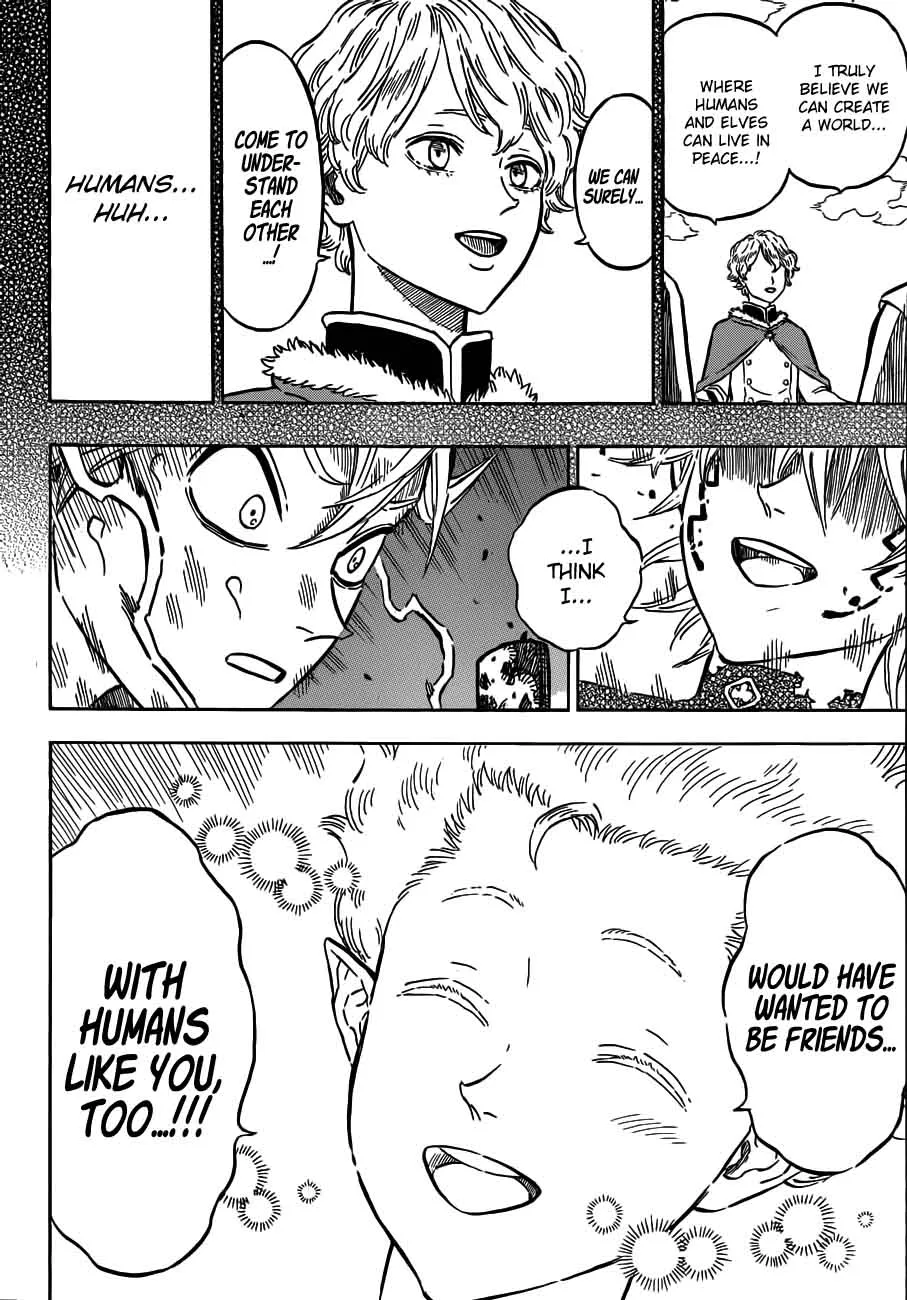 I TRULY
BELIEVE WE
CAN CREATE
A WORLD...
WHERE
HUMANS
AND ELVES
CAN LIVE IN
PEACE...!
WE CAN
SURELY...
COME TO
UNDER-
STAND
EACH
OTHER
....!
HUMANS...
HUH...
...I
THINK
I...
WOULD HAVE
WANTED TO
BE FRIENDS...
WITH
HUMANS
LIKE YOU,
TOO....!!!